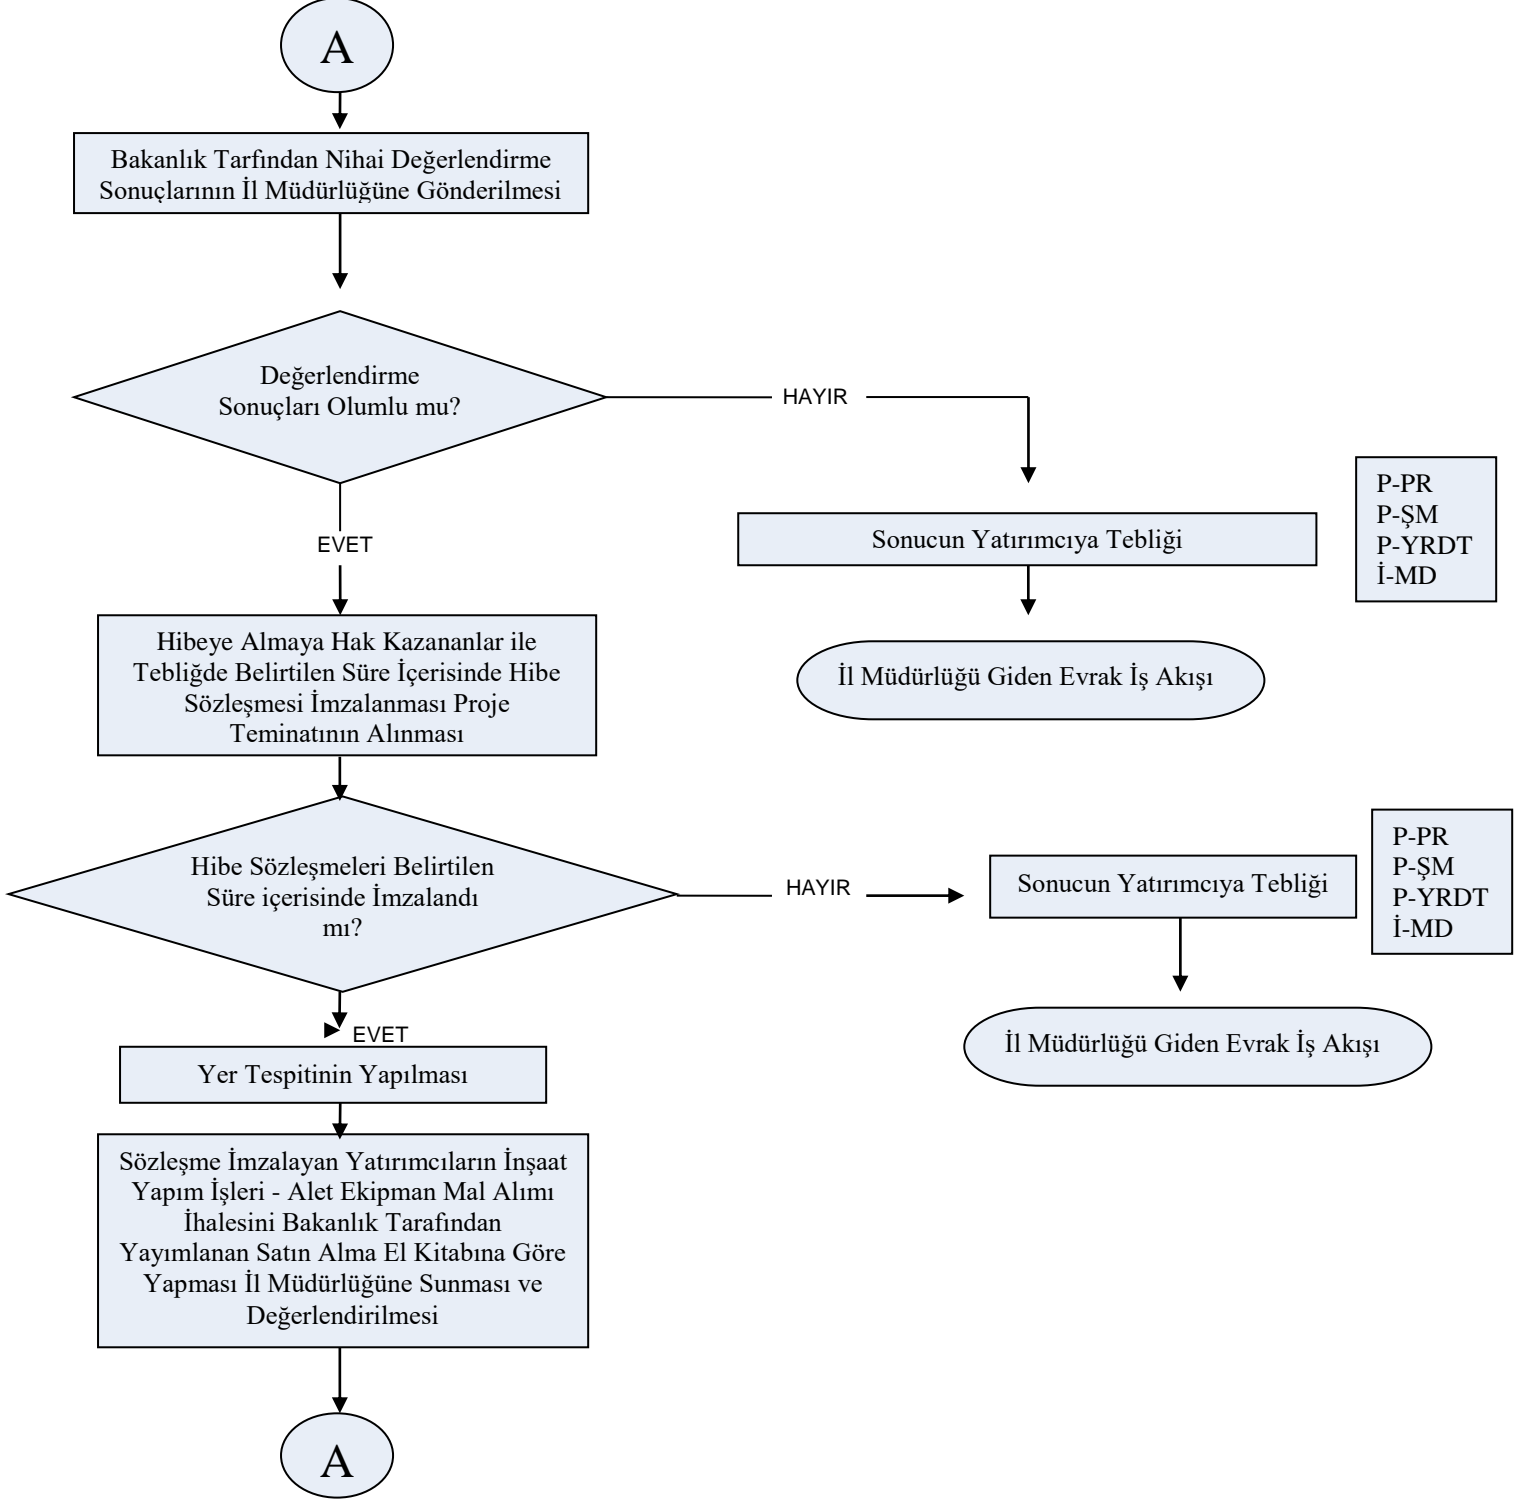 A
Bakanlık Tarfından Nihai Değerlendirme
Sonuçlarının İl Müdürlüğüne Gönderilmesi
Değerlendirme
Sonuçları Olumlu mu?
HAYIR
EVET
Sonucun Yatırımcıya Tebliği
P-PR
P-ŞM
P-YRDT
İ-MD
İl Müdürlüğü Giden Evrak İş Akışı
Hibeye Almaya Hak Kazananlar ile
Tebliğde Belirtilen Süre İçerisinde Hibe
Sözleşmesi İmzalanması Proje
Teminatının Alınması
Hibe Sözleşmeleri Belirtilen
Süre içerisinde İmzalandı
mı?
HAYIR
Sonucun Yatırımcıya Tebliği
P-PR
P-ŞM
P-YRDT
İ-MD
İl Müdürlüğü Giden Evrak İş Akışı
EVET
Yer Tespitinin Yapılması
Sözleşme İmzalayan Yatırımcıların İnşaat
Yapım İşleri - Alet Ekipman Mal Alımı
İhalesini Bakanlık Tarafından
Yayımlanan Satın Alma El Kitabına Göre
Yapması İl Müdürlüğüne Sunması ve
Değerlendirilmesi
A